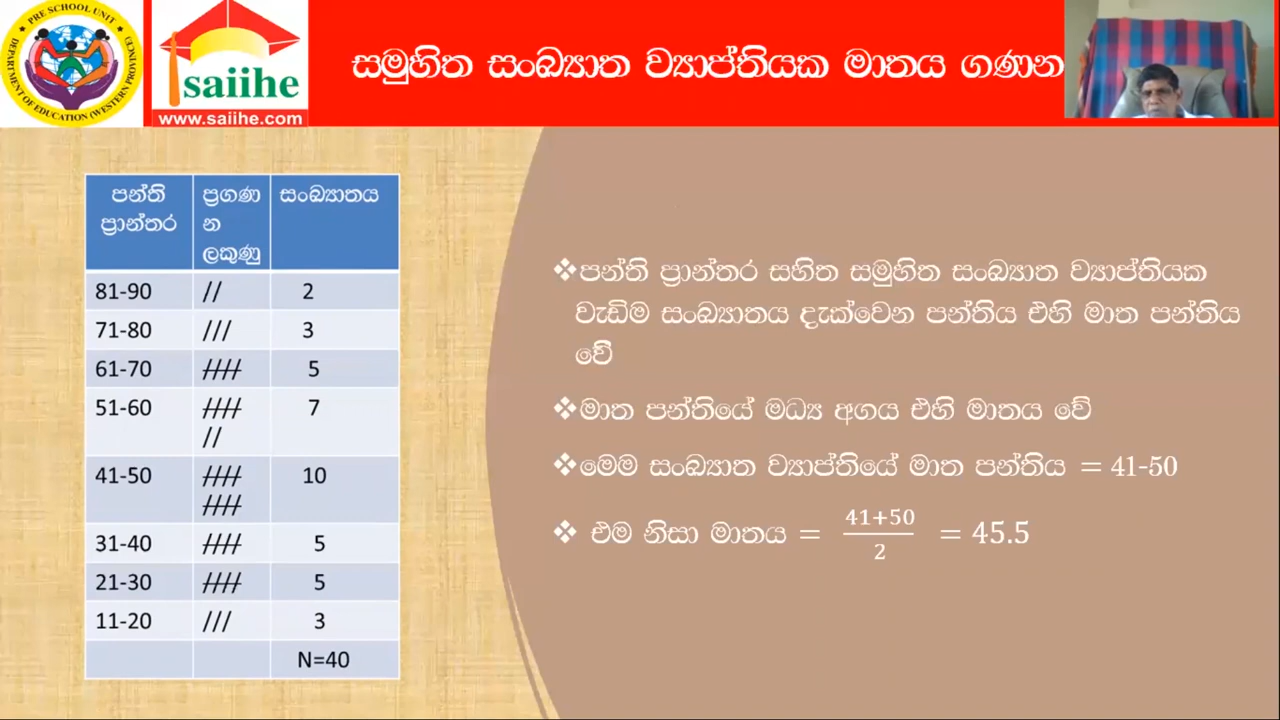 PRE SCHOOL UNIT
DEPARTMENT OF EDUCATION (WESTERN PROVINCE)
saiihe
www.saiihe.com
සමුහිත සංඛ්‍යාත ව්‍යාප්තියක මාතය ගණන
පන්ති ප්‍රගණ සංඛ්‍යාතය
ප්‍රාන්තර න
ලකුණු
81-90 // 2
71-80 /// 3
61-70 //// 5
51-60 //// 7
//
41-50 //// 10
////
31-40 //// 5
21-30 //// 5
11-20 /// 3
N=40
❖පන්ති ප්‍රාන්තර සහිත සමුහිත සංඛ්‍යාත ව්‍යාප්තියක
වැඩිම සංඛ්‍යාතය දැක්වෙන පන්තිය එහි මාත පන්තිය
වේ
❖මාත පන්තියේ මධ්‍ය අගය එහි මාතය වේ
❖මෙම සංඛ්‍යාත ව්‍යාප්තියේ මාත පන්තිය = 41-50
❖ එම නිසා මාතය = 41+50/2 = 45.5